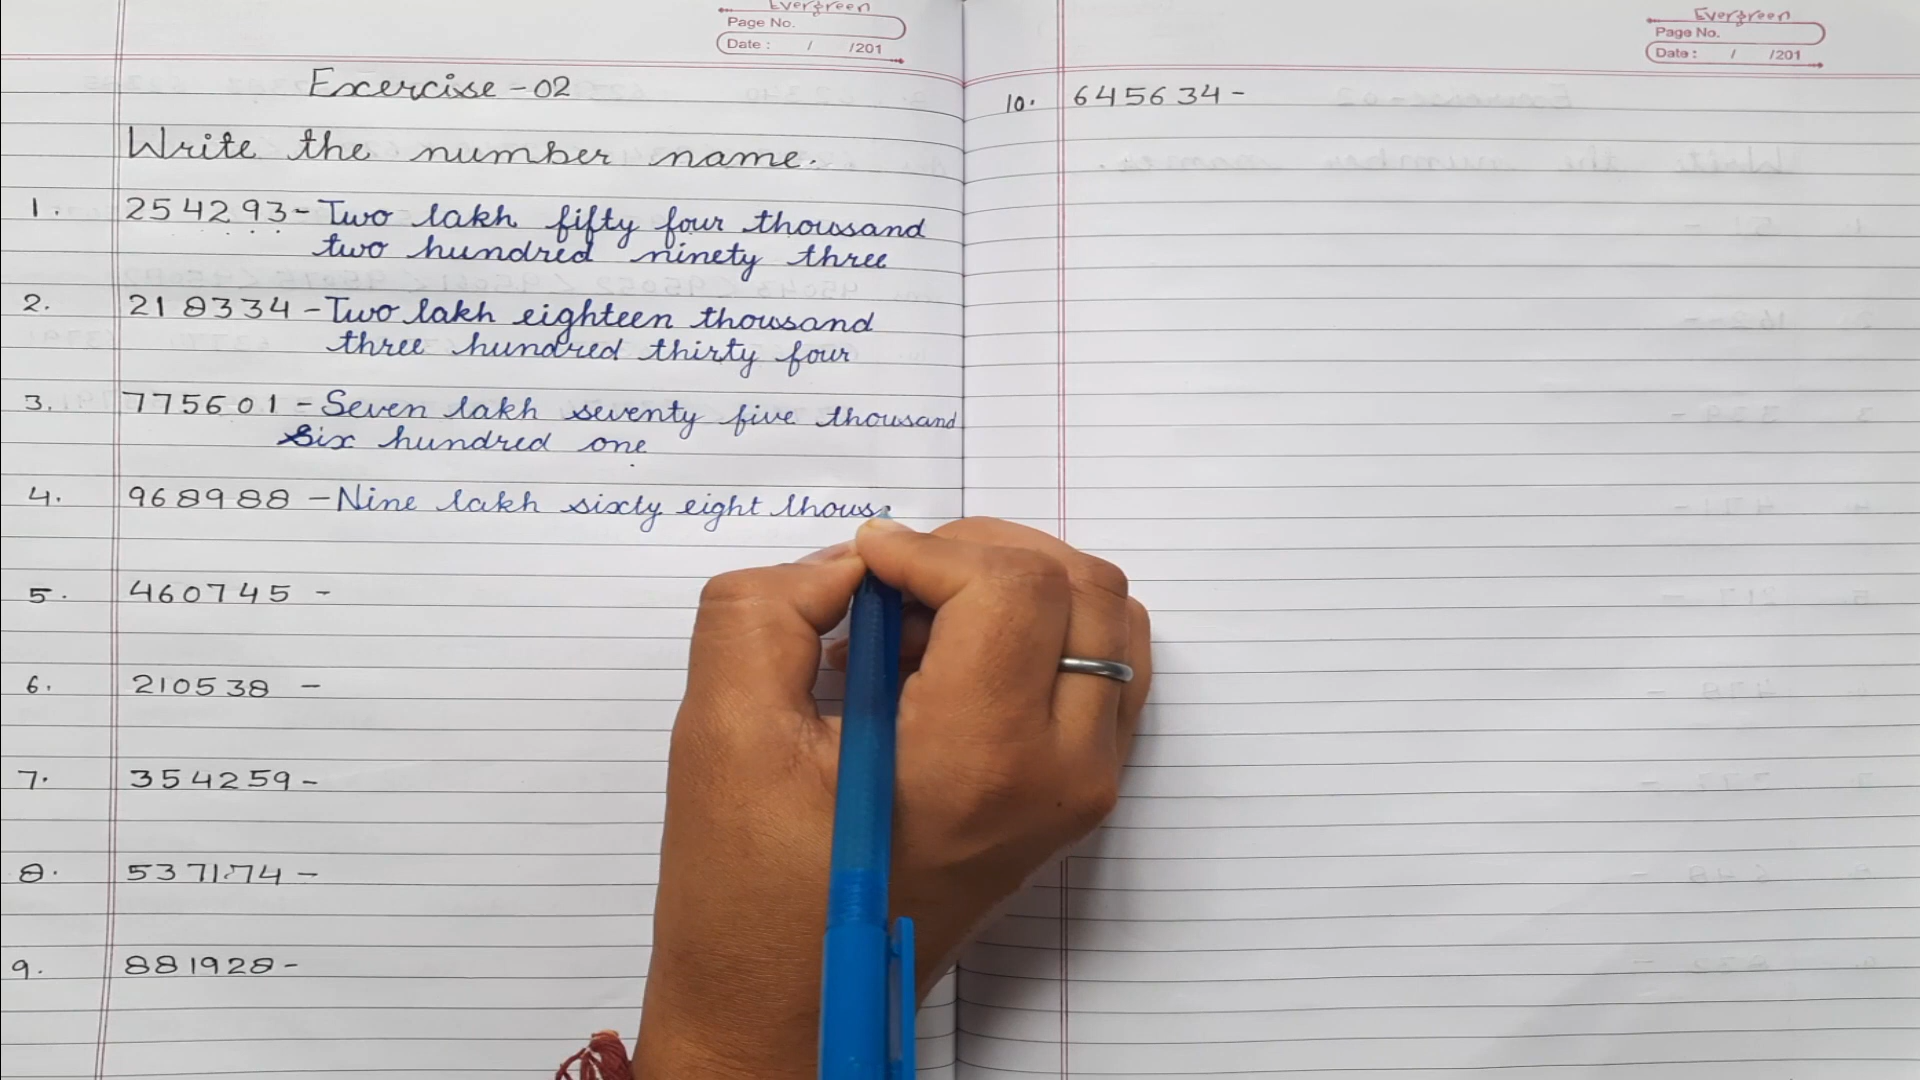 Evergreen
Page No.
Date : / /201
Exercise - 02
Write the number name.
1. 254293 - Two lakh fifty four thousand
two hundred ninety three
2. 218334 - Two lakh eighteen thousand
three hundred thirty four
3. 775601 - Seven lakh seventy five thousand
Six hundred one
4. 968988 - Nine lakh sixty eight thous
5. 460745 -
6. 210538 -
7. 354259 -
8. 537174 -
9. 881928 -
Evergreen
Page No.
Date : / /201
10. 645634 -